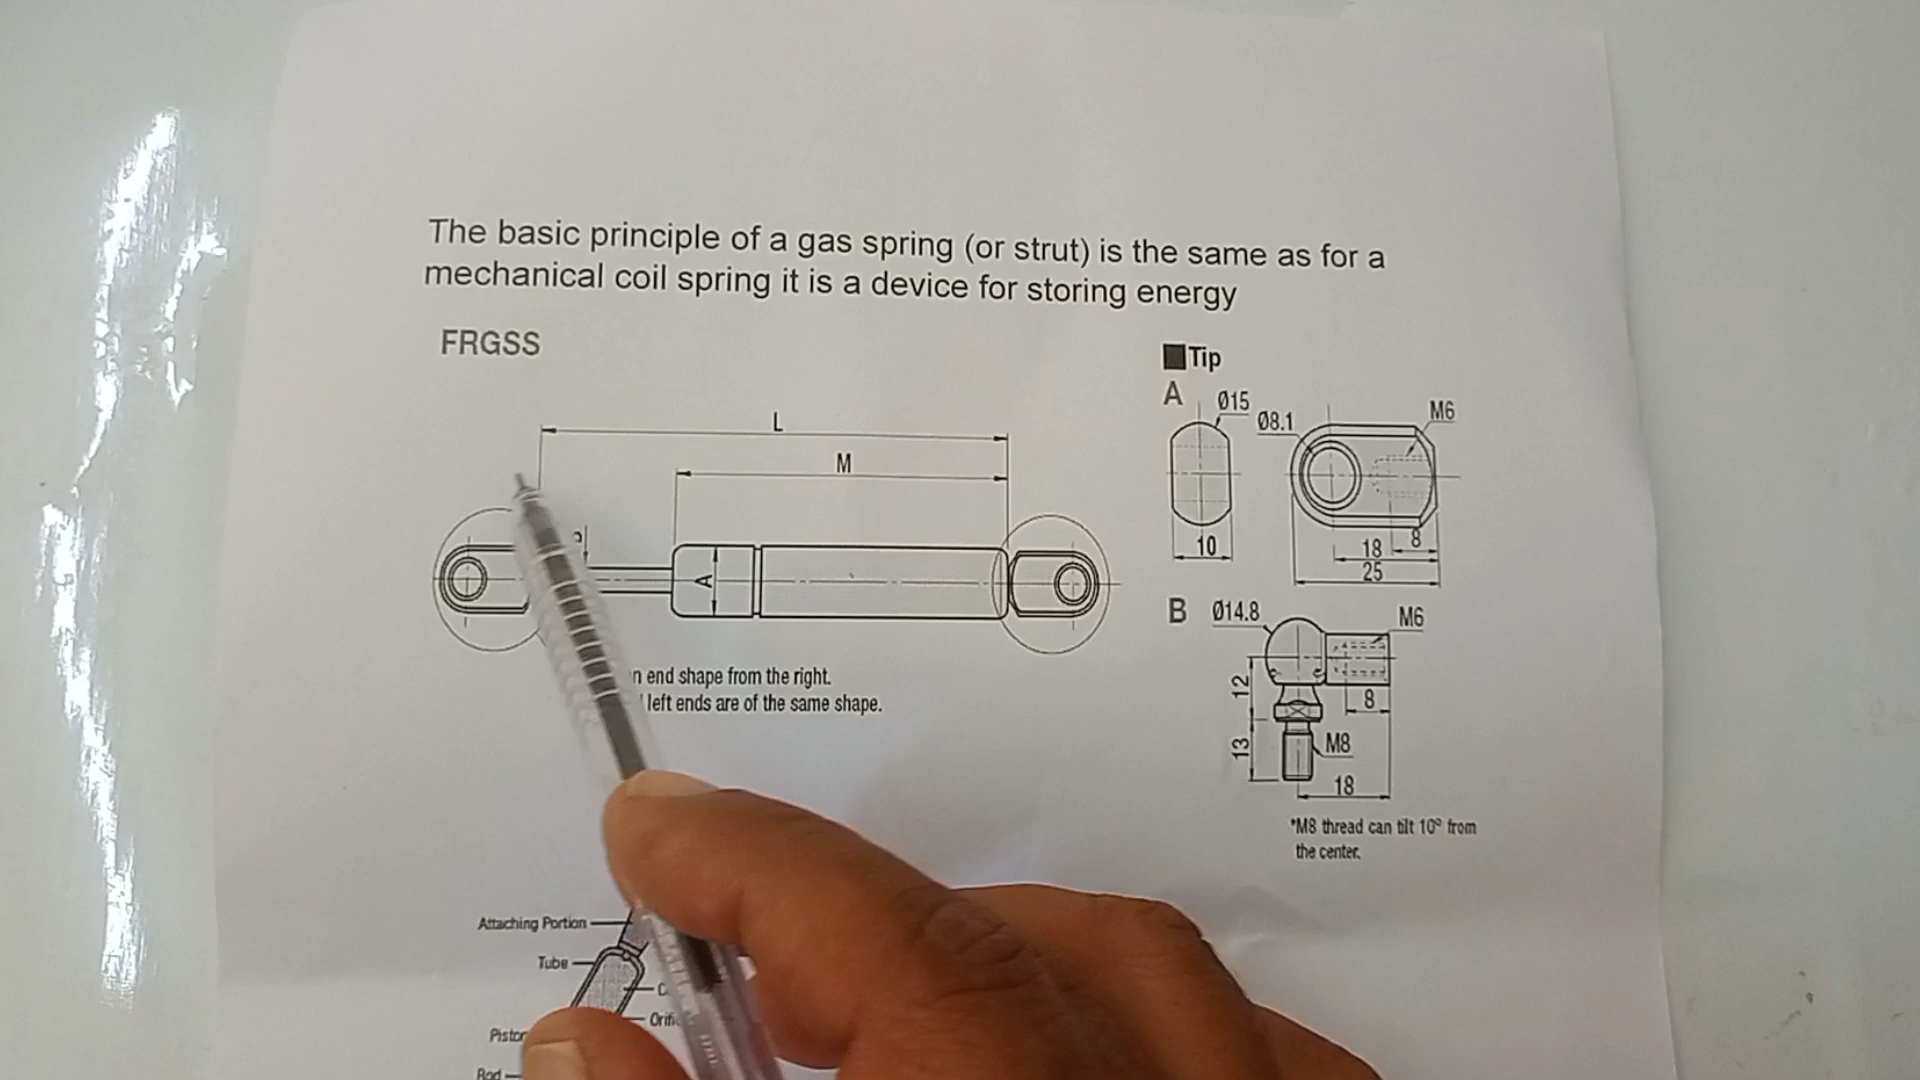 The basic principle of a gas spring (or strut) is the same as for a
mechanical coil spring it is a device for storing energy
FRGSS
Tip
A
Ø15
Ø8.1
M6
L
M
10
8
18
25
A
B
Ø14.8
M6
12
8
13
M8
18
end shape from the right.
left ends are of the same shape.
*M8 thread can tilt 10° from
the center.
Attaching Portion
Tube
Rod